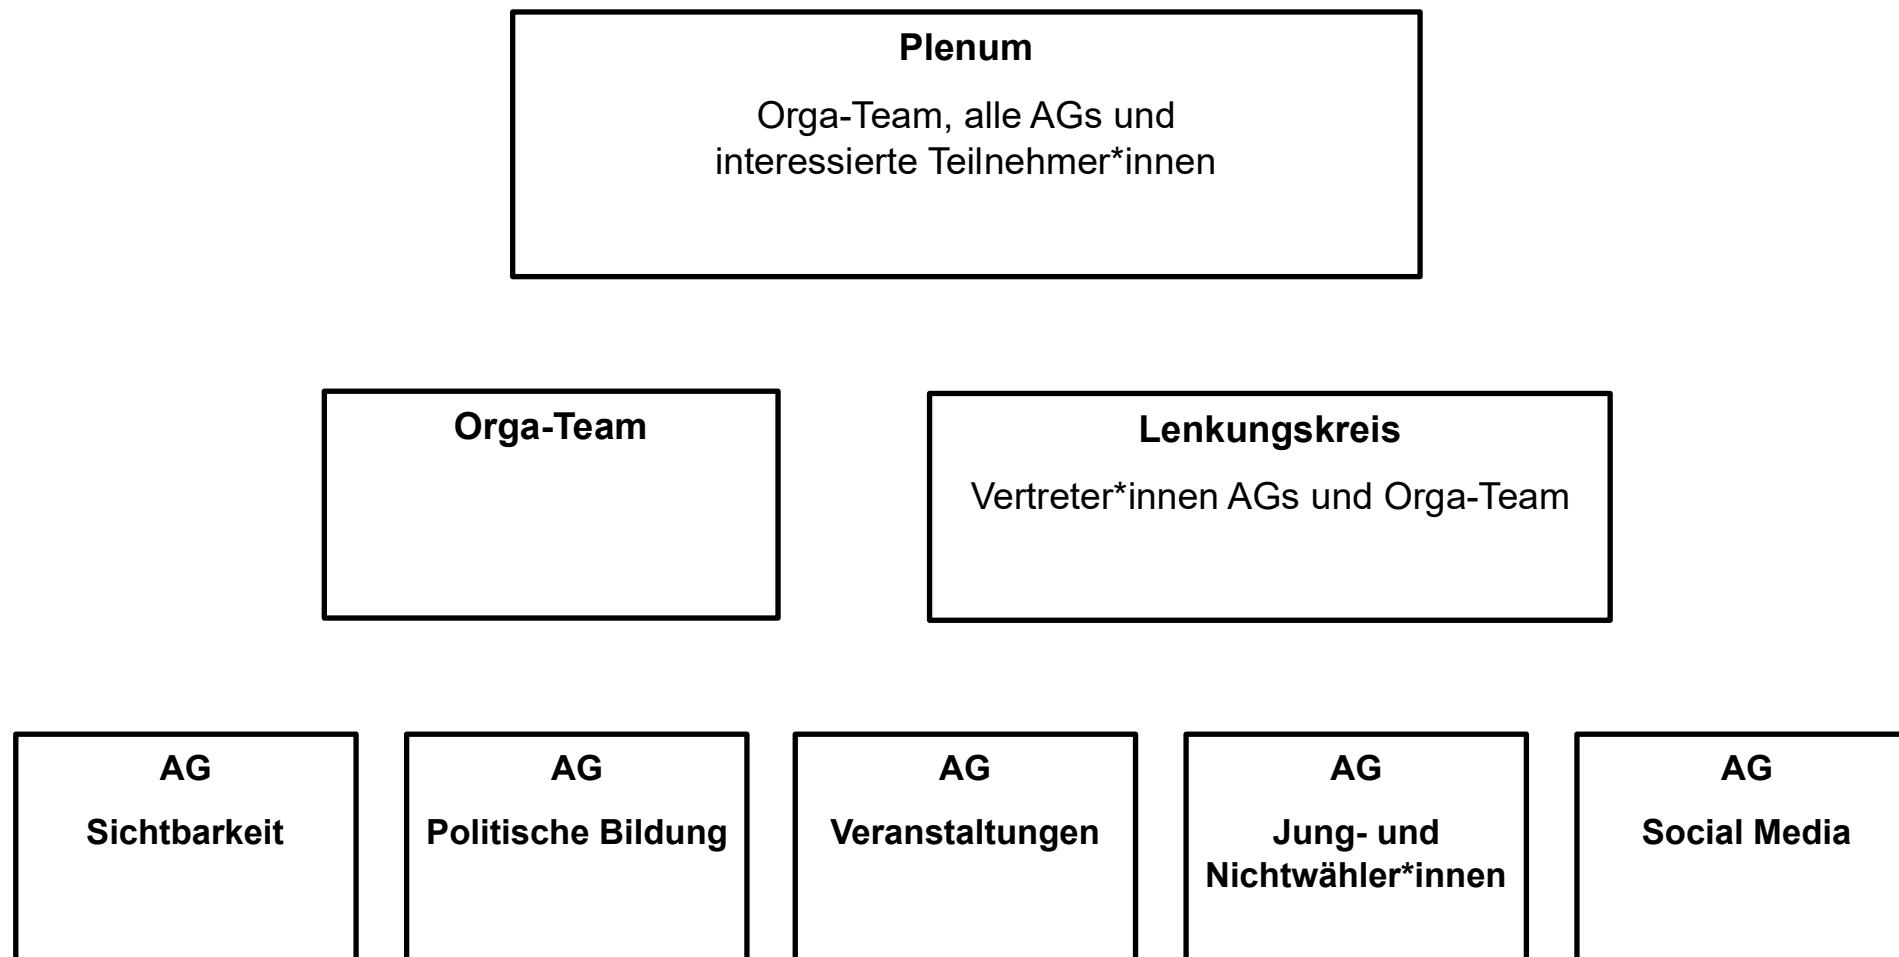 Plenum
Orga-Team, alle AGs und
interessierte Teilnehmer*innen
Orga-Team
Lenkungskreis
Vertreter*innen AGs und Orga-Team
AG
Sichtbarkeit
AG
Politische Bildung
AG
Veranstaltungen
AG
Jung- und
Nichtwähler*innen
AG
Social Media